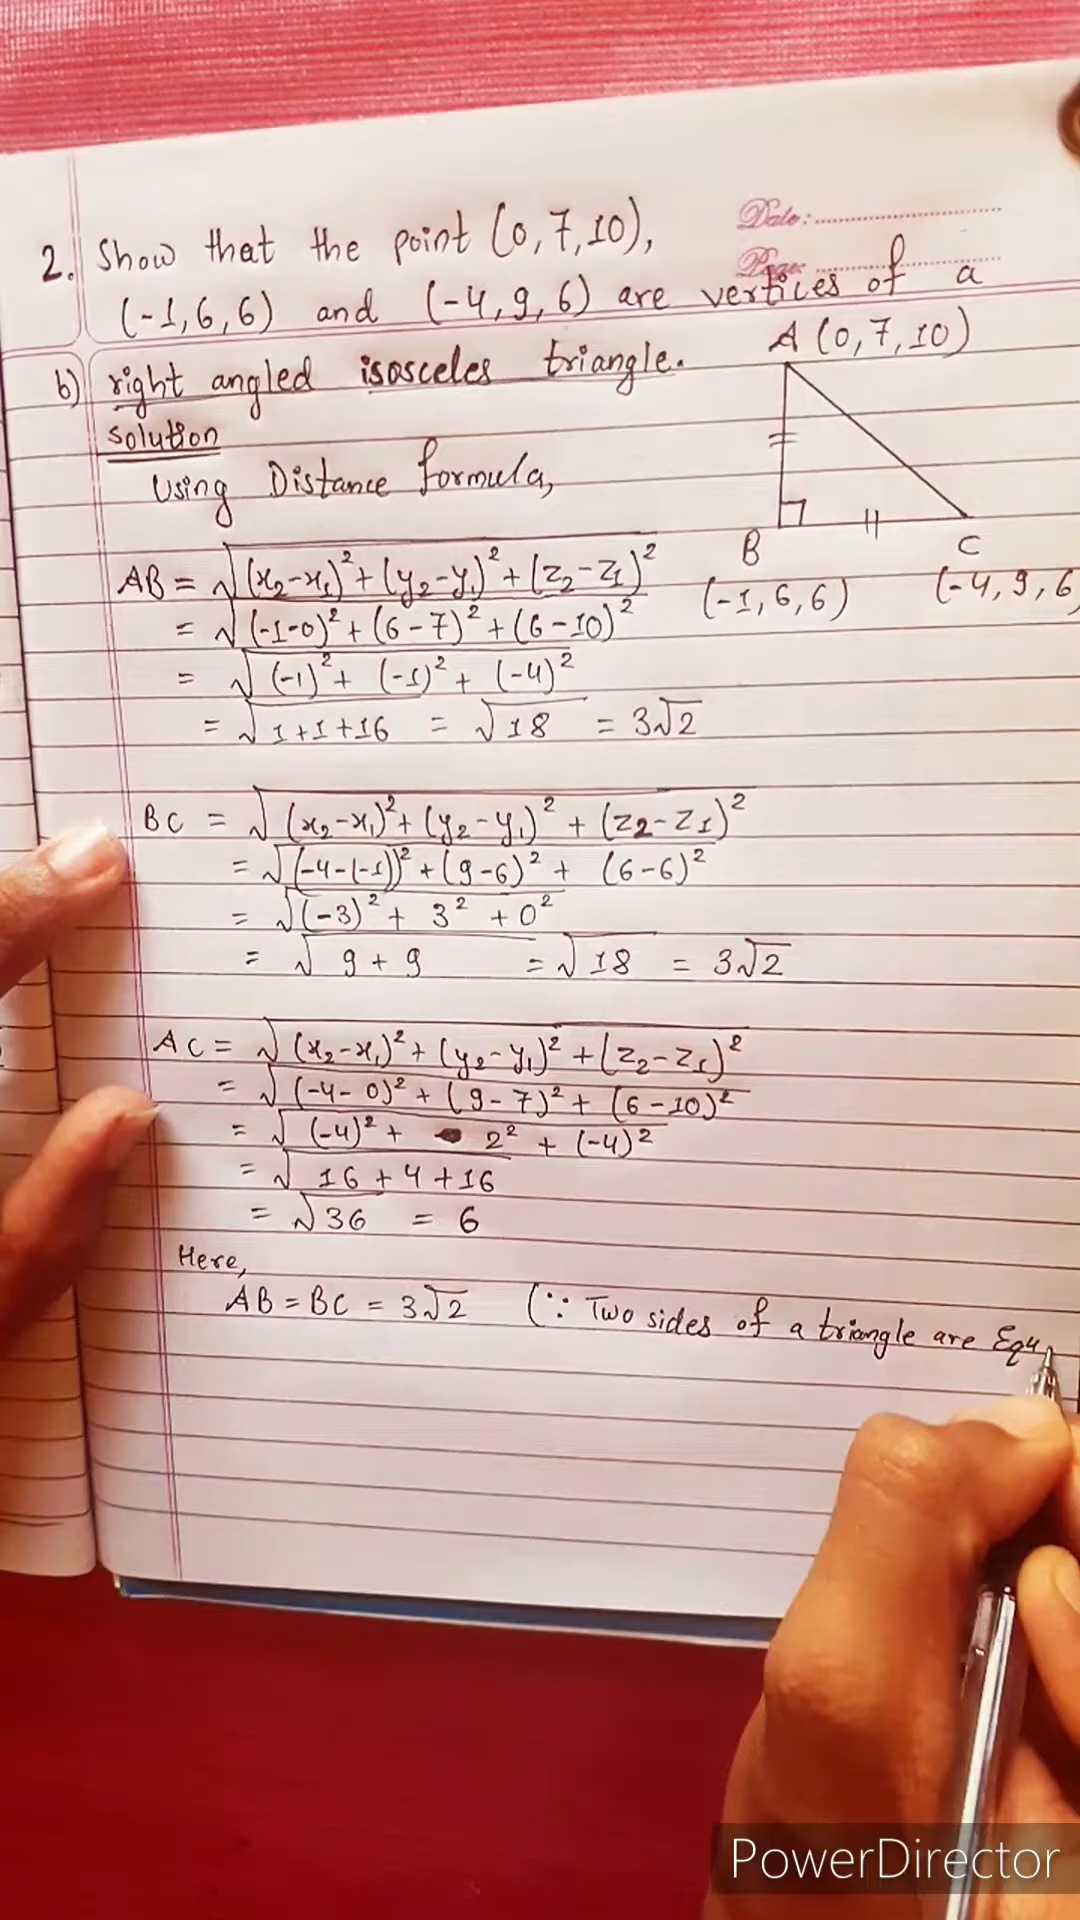 Date:
2. Show that the point (0,7,10),
Page:
(-1,6,6) and (-4,9,6) are vertices of a
b) right angled isosceles triangle.
A (0,7,10)
solution
Using Distance formula,
B
C
(-1,6,6)
(-4,9,6
AB = √(x₂-x₁)²+(y₂-y₁)²+(z₂-z₁)²
= √(-1-0)²+(6-7)²+(6-10)²
= √(-1)²+ (-1)²+ (-4)²
= √1+1+16 = √18 = 3√2
BC = √(x₂-x₁)²+(y₂-y₁)²+(z₂-z₁)²
= √(-4-(-1))²+(9-6)²+ (6-6)²
= √(-3)²+ 3² +0²
= √9+9 = √18 = 3√2
AC = √(x₂-x₁)²+(y₂-y₁)²+(z₂-z₁)²
= √(-4-0)²+(9-7)²+(6-10)²
= √(-4)²+ 2² + (-4)²
= √16+4+16
= √36 = 6
Here,
AB = BC = 3√2 (∵ Two sides of a triangle are Equ
PowerDirector